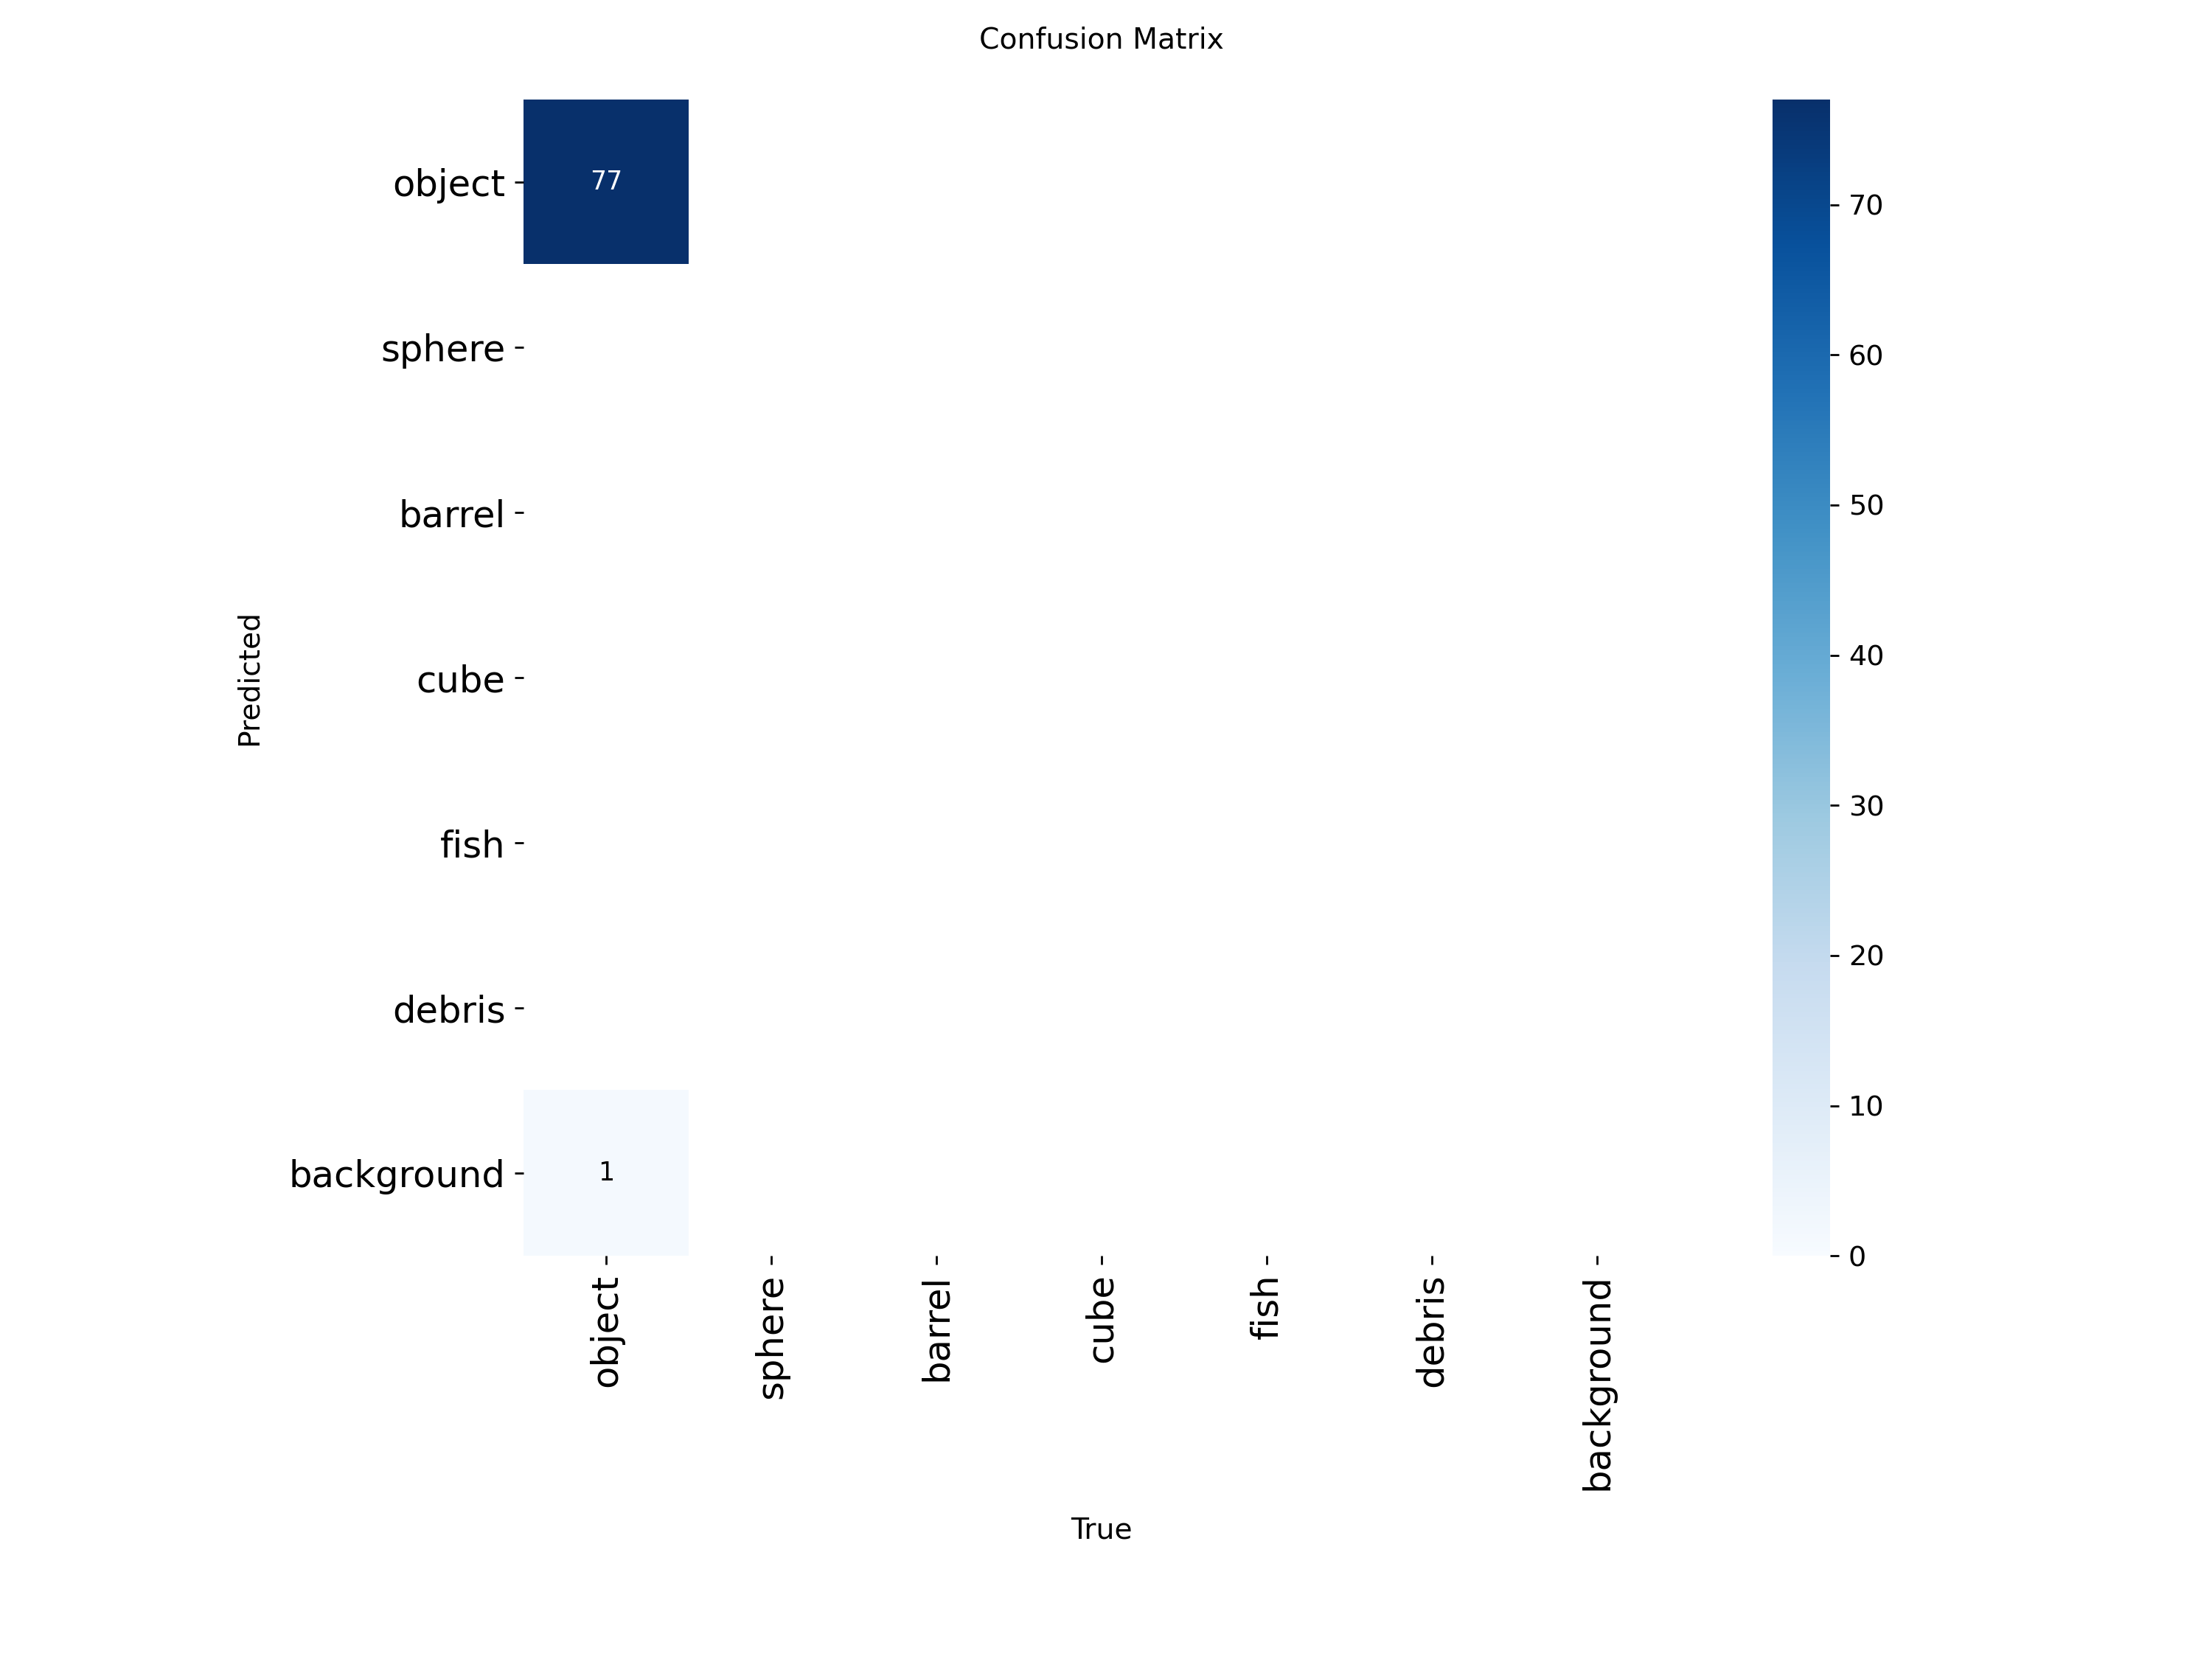 Confusion Matrix
object
77
sphere
barrel
cube
fish
debris
background
1
Predicted
70
60
50
40
30
20
10
0
object
sphere
barrel
cube
fish
debris
background
True